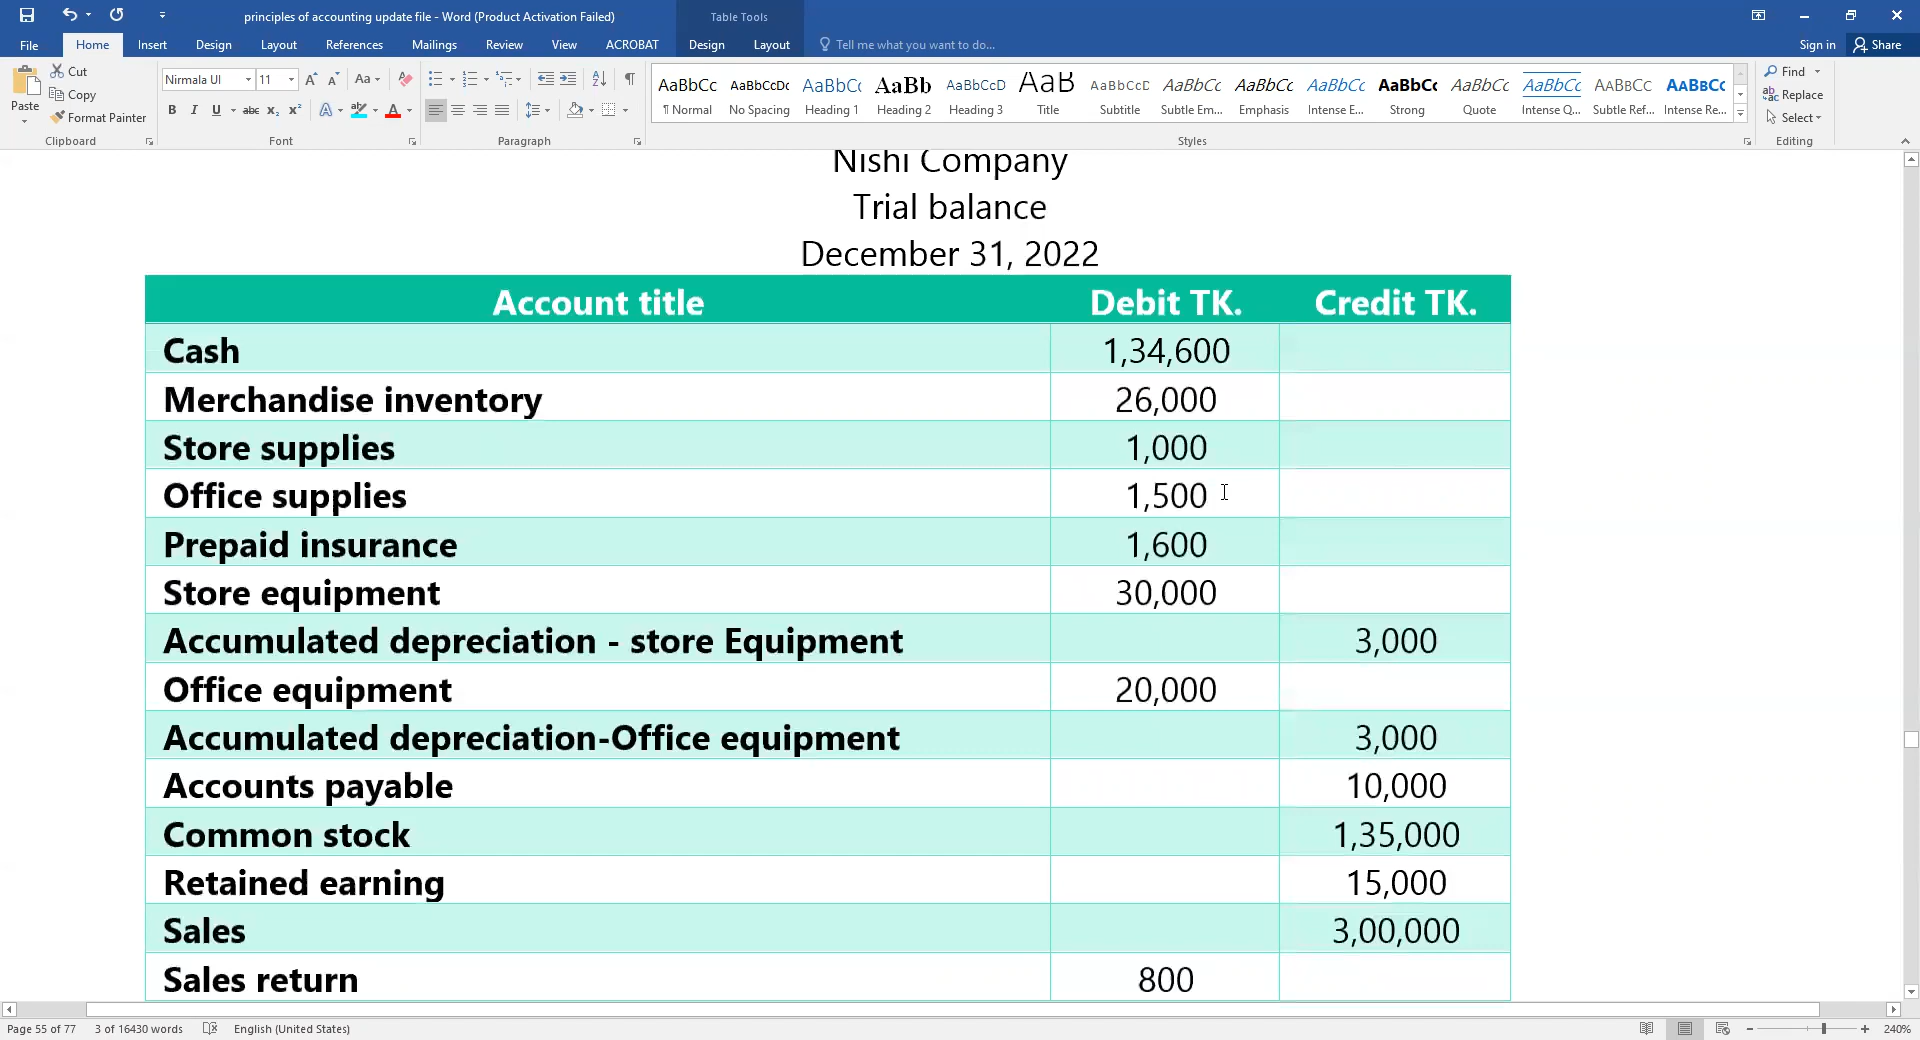 principles of accounting update file - Word (Product Activation Failed)
Table Tools
File Home Insert Design Layout References Mailings Review View ACROBAT Design Layout Tell me what you want to do... Sign in Share
Paste
Cut
Copy
Format Painter
Clipboard
Nirmala UI 11
Font
Paragraph
AaBbCc AaBbCcDc AaBbCc AaBb AaBbCcD AaB AaBbCcD AaBbCc AaBbCc AaBbCc AaBbCc AaBbCc AaBbCc AaBbCc AaBbCc
¶ Normal No Spacing Heading 1 Heading 2 Heading 3 Title Subtitle Subtle Em... Emphasis Intense E... Strong Quote Intense Q... Subtle Ref... Intense Re...
Styles
Find
Replace
Select
Editing
Nishi Company
Trial balance
December 31, 2022
Account title Debit TK. Credit TK.
Cash 1,34,600
Merchandise inventory 26,000
Store supplies 1,000
Office supplies 1,500
Prepaid insurance 1,600
Store equipment 30,000
Accumulated depreciation - store Equipment 3,000
Office equipment 20,000
Accumulated depreciation-Office equipment 3,000
Accounts payable 10,000
Common stock 1,35,000
Retained earning 15,000
Sales 3,00,000
Sales return 800
Page 55 of 77 3 of 16430 words English (United States) 240%